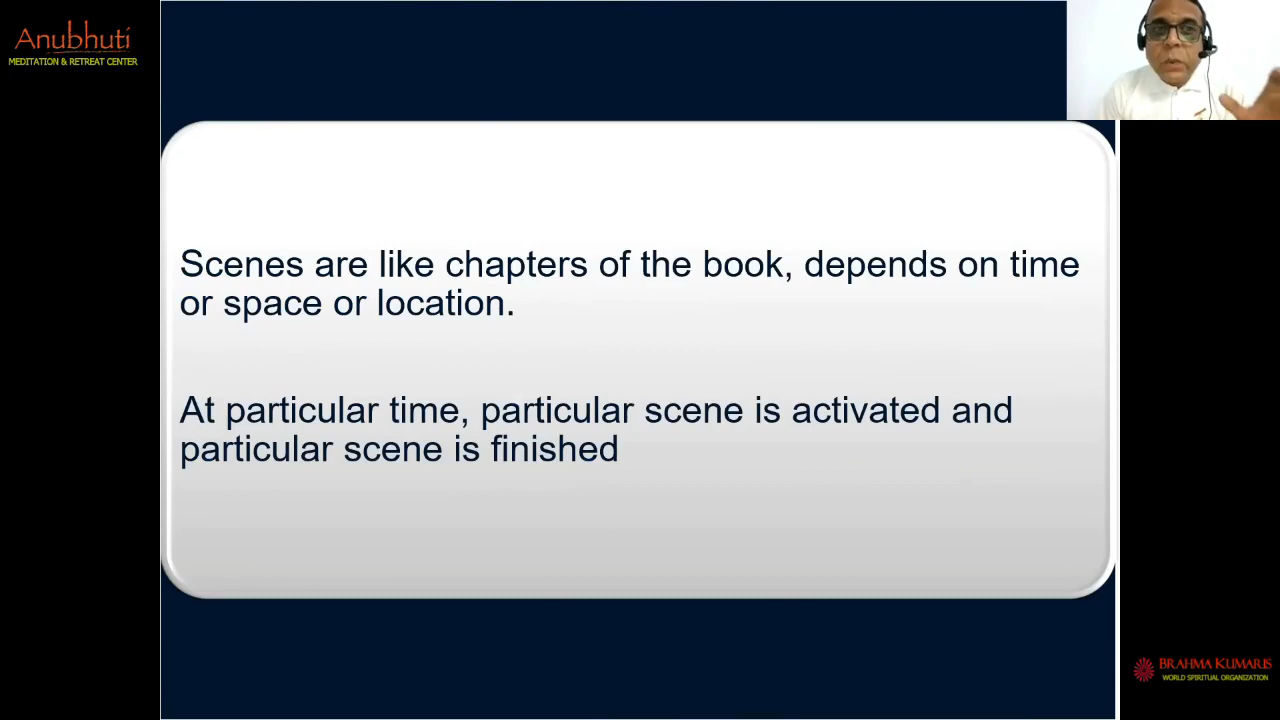 Anubhuti
MEDITATION & RETREAT CENTER
Scenes are like chapters of the book, depends on time
or space or location.
At particular time, particular scene is activated and
particular scene is finished
BRAHMA KUMARIS
WORLD SPIRITUAL ORGANIZATION